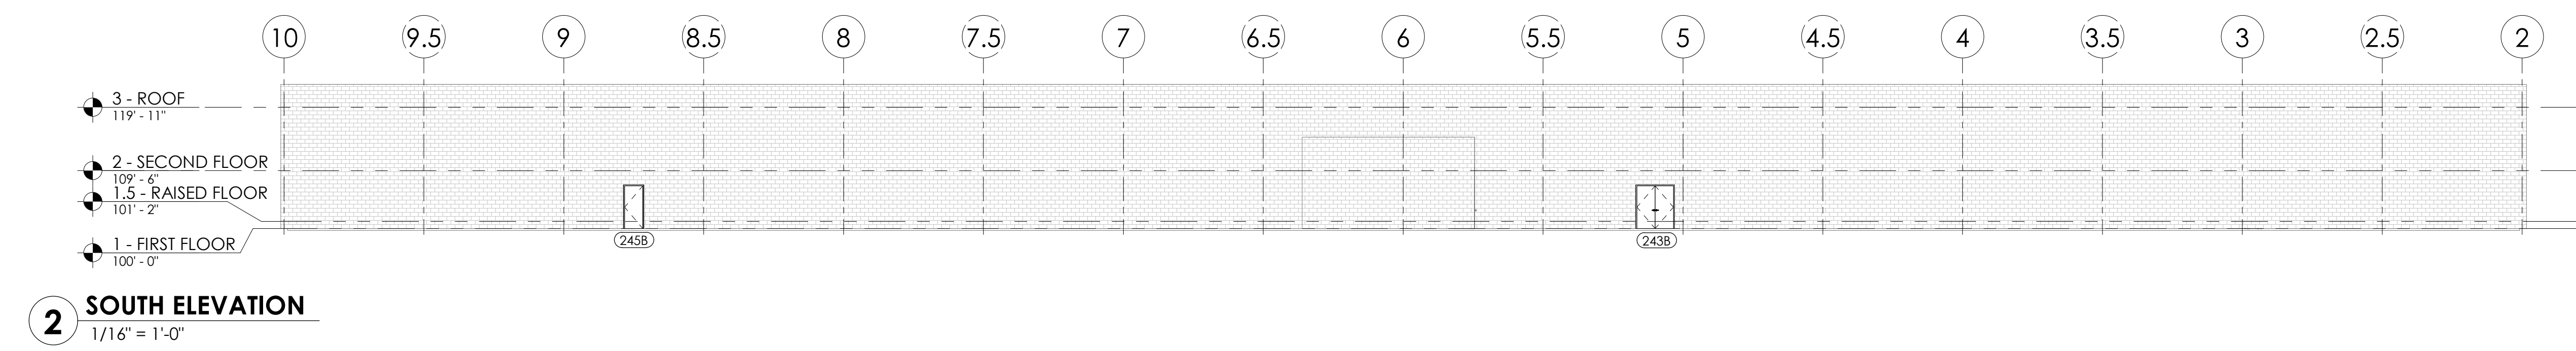 10 9.5 9 8.5 8 7.5 7 6.5 6 5.5 5 4.5 4 3.5 3 2.5 2
3 - ROOF
119' - 11"
2 - SECOND FLOOR
109' - 6"
1.5 - RAISED FLOOR
101' - 2"
1 - FIRST FLOOR
100' - 0"
245B
243B
2 SOUTH ELEVATION
1/16" = 1'-0"